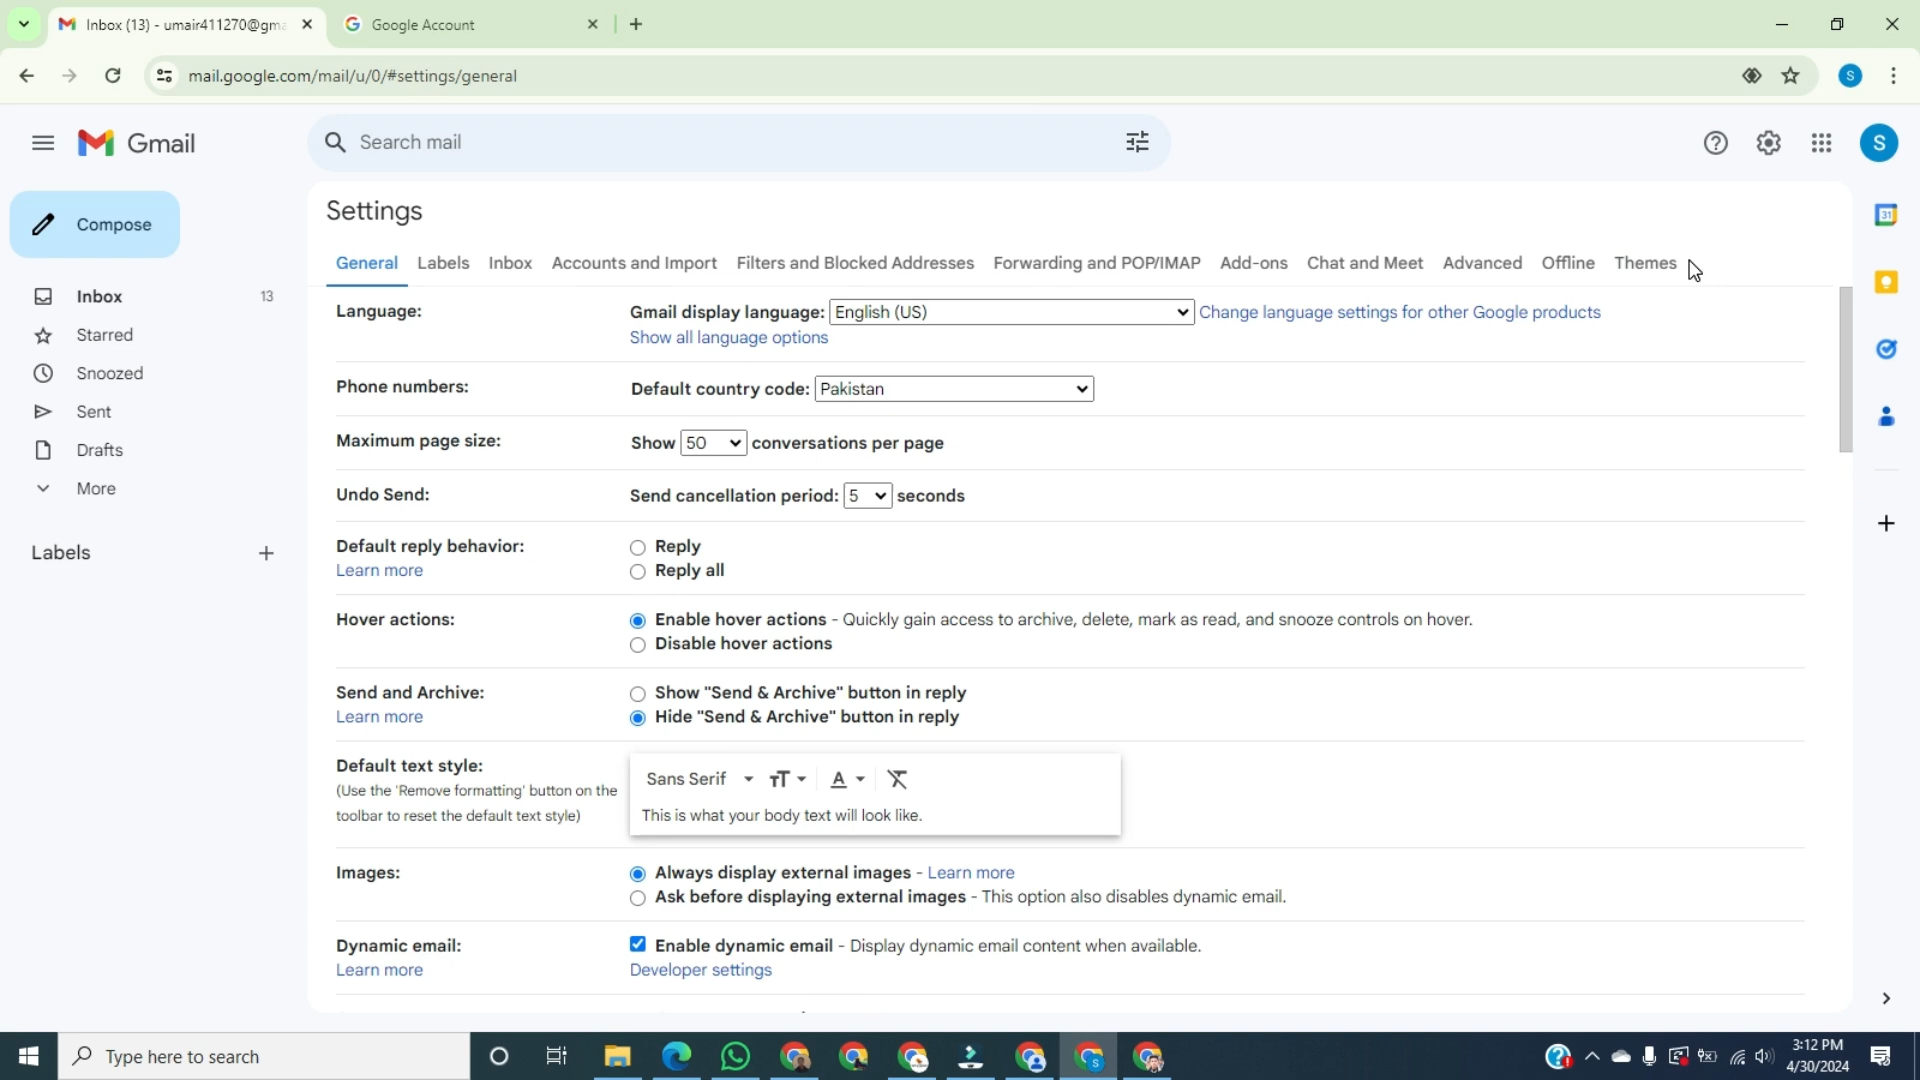 Inbox (13) - umair411270@gma
Google Account
mail.google.com/mail/u/0/#settings/general
S
Gmail
Search mail
S
Compose
Settings
General Labels Inbox Accounts and Import Filters and Blocked Addresses Forwarding and POP/IMAP Add-ons Chat and Meet Advanced Offline Themes
Inbox 13
Starred
Snoozed
Sent
Drafts
More
Labels
31
Language: Gmail display language: English (US) Change language settings for other Google products
Show all language options
Phone numbers: Default country code: Pakistan
Maximum page size: Show 50 conversations per page
Undo Send: Send cancellation period: 5 seconds
Default reply behavior: Reply
Learn more Reply all
Hover actions: Enable hover actions - Quickly gain access to archive, delete, mark as read, and snooze controls on hover.
Disable hover actions
Send and Archive: Show "Send & Archive" button in reply
Learn more Hide "Send & Archive" button in reply
Default text style: Sans Serif
(Use the 'Remove formatting' button on the
toolbar to reset the default text style) This is what your body text will look like.
Images: Always display external images - Learn more
Ask before displaying external images - This option also disables dynamic email.
Dynamic email: Enable dynamic email - Display dynamic email content when available.
Learn more Developer settings
Type here to search
3:12 PM
4/30/2024